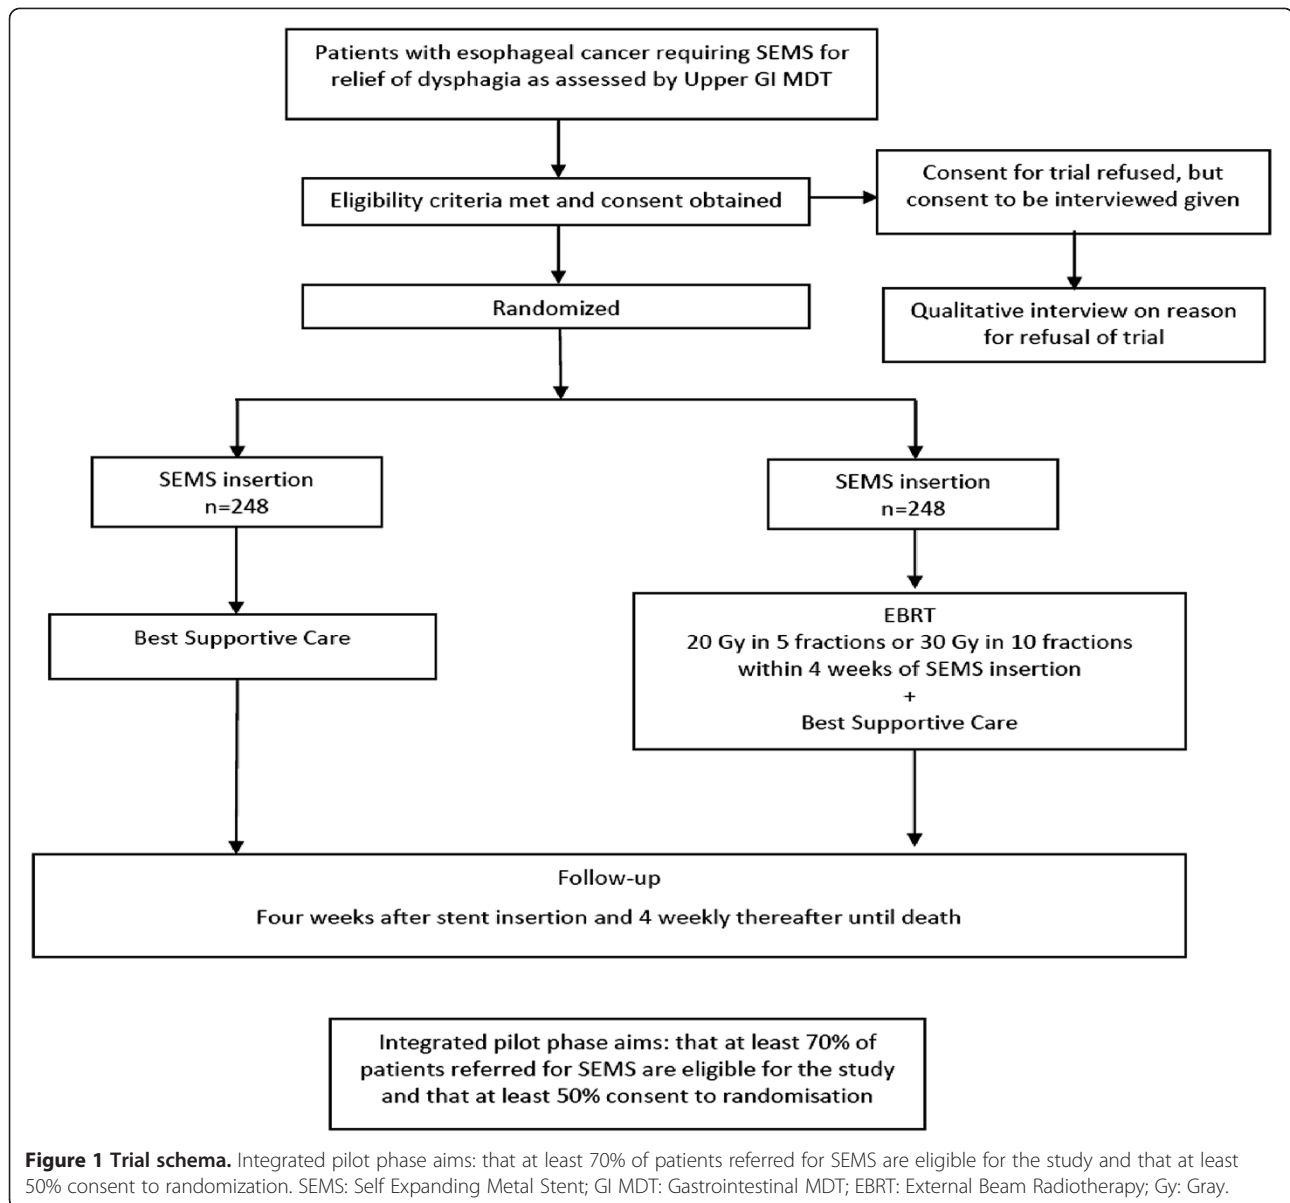 Patients with esophageal cancer requiring SEMS for
relief of dysphagia as assessed by Upper GI MDT
Eligibility criteria met and consent obtained
Consent for trial refused, but
consent to be interviewed given
Qualitative interview on reason
for refusal of trial
Randomized
SEMS insertion
n=248
SEMS insertion
n=248
Best Supportive Care
EBRT
20 Gy in 5 fractions or 30 Gy in 10 fractions
within 4 weeks of SEMS insertion
+
Best Supportive Care
Follow-up
Four weeks after stent insertion and 4 weekly thereafter until death
Integrated pilot phase aims: that at least 70% of
patients referred for SEMS are eligible for the study
and that at least 50% consent to randomisation
Figure 1 Trial schema. Integrated pilot phase aims: that at least 70% of patients referred for SEMS are eligible for the study and that at least
50% consent to randomization. SEMS: Self Expanding Metal Stent; GI MDT: Gastrointestinal MDT; EBRT: External Beam Radiotherapy; Gy: Gray.